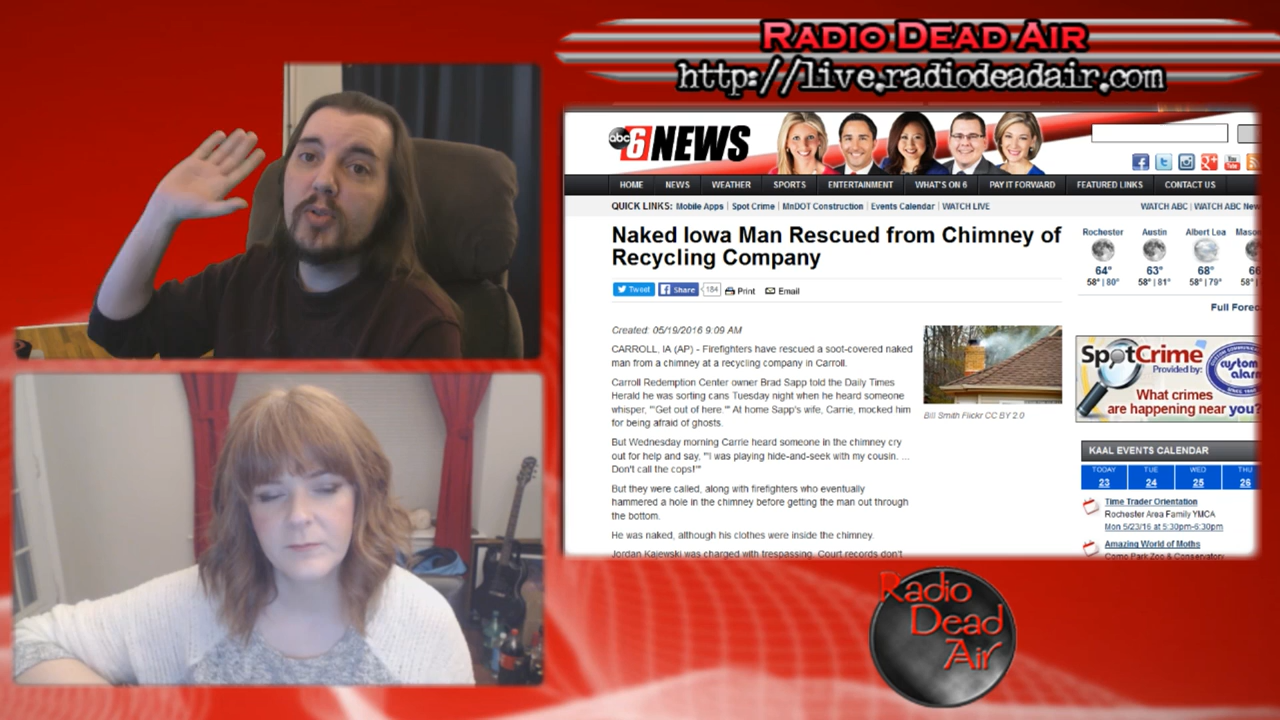 RADIO DEAD AIR
http://live.radiodeadair.com
abc 6 NEWS
HOME NEWS WEATHER SPORTS ENTERTAINMENT WHAT'S ON 6 PAY IT FORWARD FEATURED LINKS CONTACT US
QUICK LINKS: Mobile Apps | Spot Crime | MnDOT Construction | Events Calendar | WATCH LIVE
WATCH ABC | WATCH ABC New
Naked Iowa Man Rescued from Chimney of
Recycling Company
Tweet Share 184 Print Email
Created: 05/19/2016 9:09 AM
CARROLL, IA (AP) - Firefighters have rescued a soot-covered naked
man from a chimney at a recycling company in Carroll.
Carroll Redemption Center owner Brad Sapp told the Daily Times
Herald he was sorting cans Tuesday night when he heard someone
whisper, "'Get out of here.'" At home Sapp's wife, Carrie, mocked him
for being afraid of ghosts.
But Wednesday morning Carrie heard someone in the chimney cry
out for help and say, "'I was playing hide-and-seek with my cousin. ...
Don't call the cops!'"
But they were called, along with firefighters who eventually
hammered a hole in the chimney before getting the man out through
the bottom.
He was naked, although his clothes were inside the chimney.
Jordan Kajewski was charged with trespassing. Court records don't
Bill Smith Flickr CC BY 2.0
Rochester Austin Albert Lea Mason
64° 63° 68° 66
58° | 80° 58° | 81° 58° | 79° 58° |
Full Forec
SpotCrime
Provided by:
custom
alarm
What crimes
are happening near you?
KAAL EVENTS CALENDAR
TODAY TUE WED THU
23 24 25 26
Time Trader Orientation
Rochester Area Family YMCA
Mon 5/23/16 at 5:30pm-6:30pm
Amazing World of Moths
Como Park Zoo & Conservatory
Radio
Dead
Air